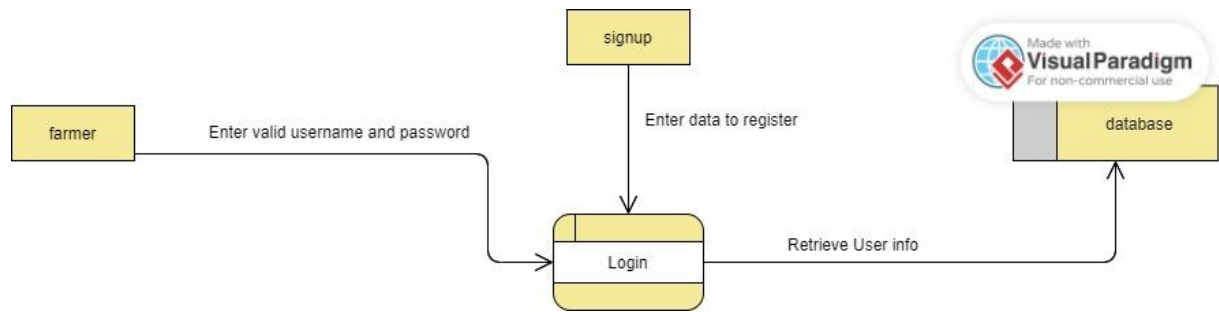 signup
Made with
Visual Paradigm
For non-commercial use
farmer
Enter valid username and password
Enter data to register
database
Login
Retrieve User info